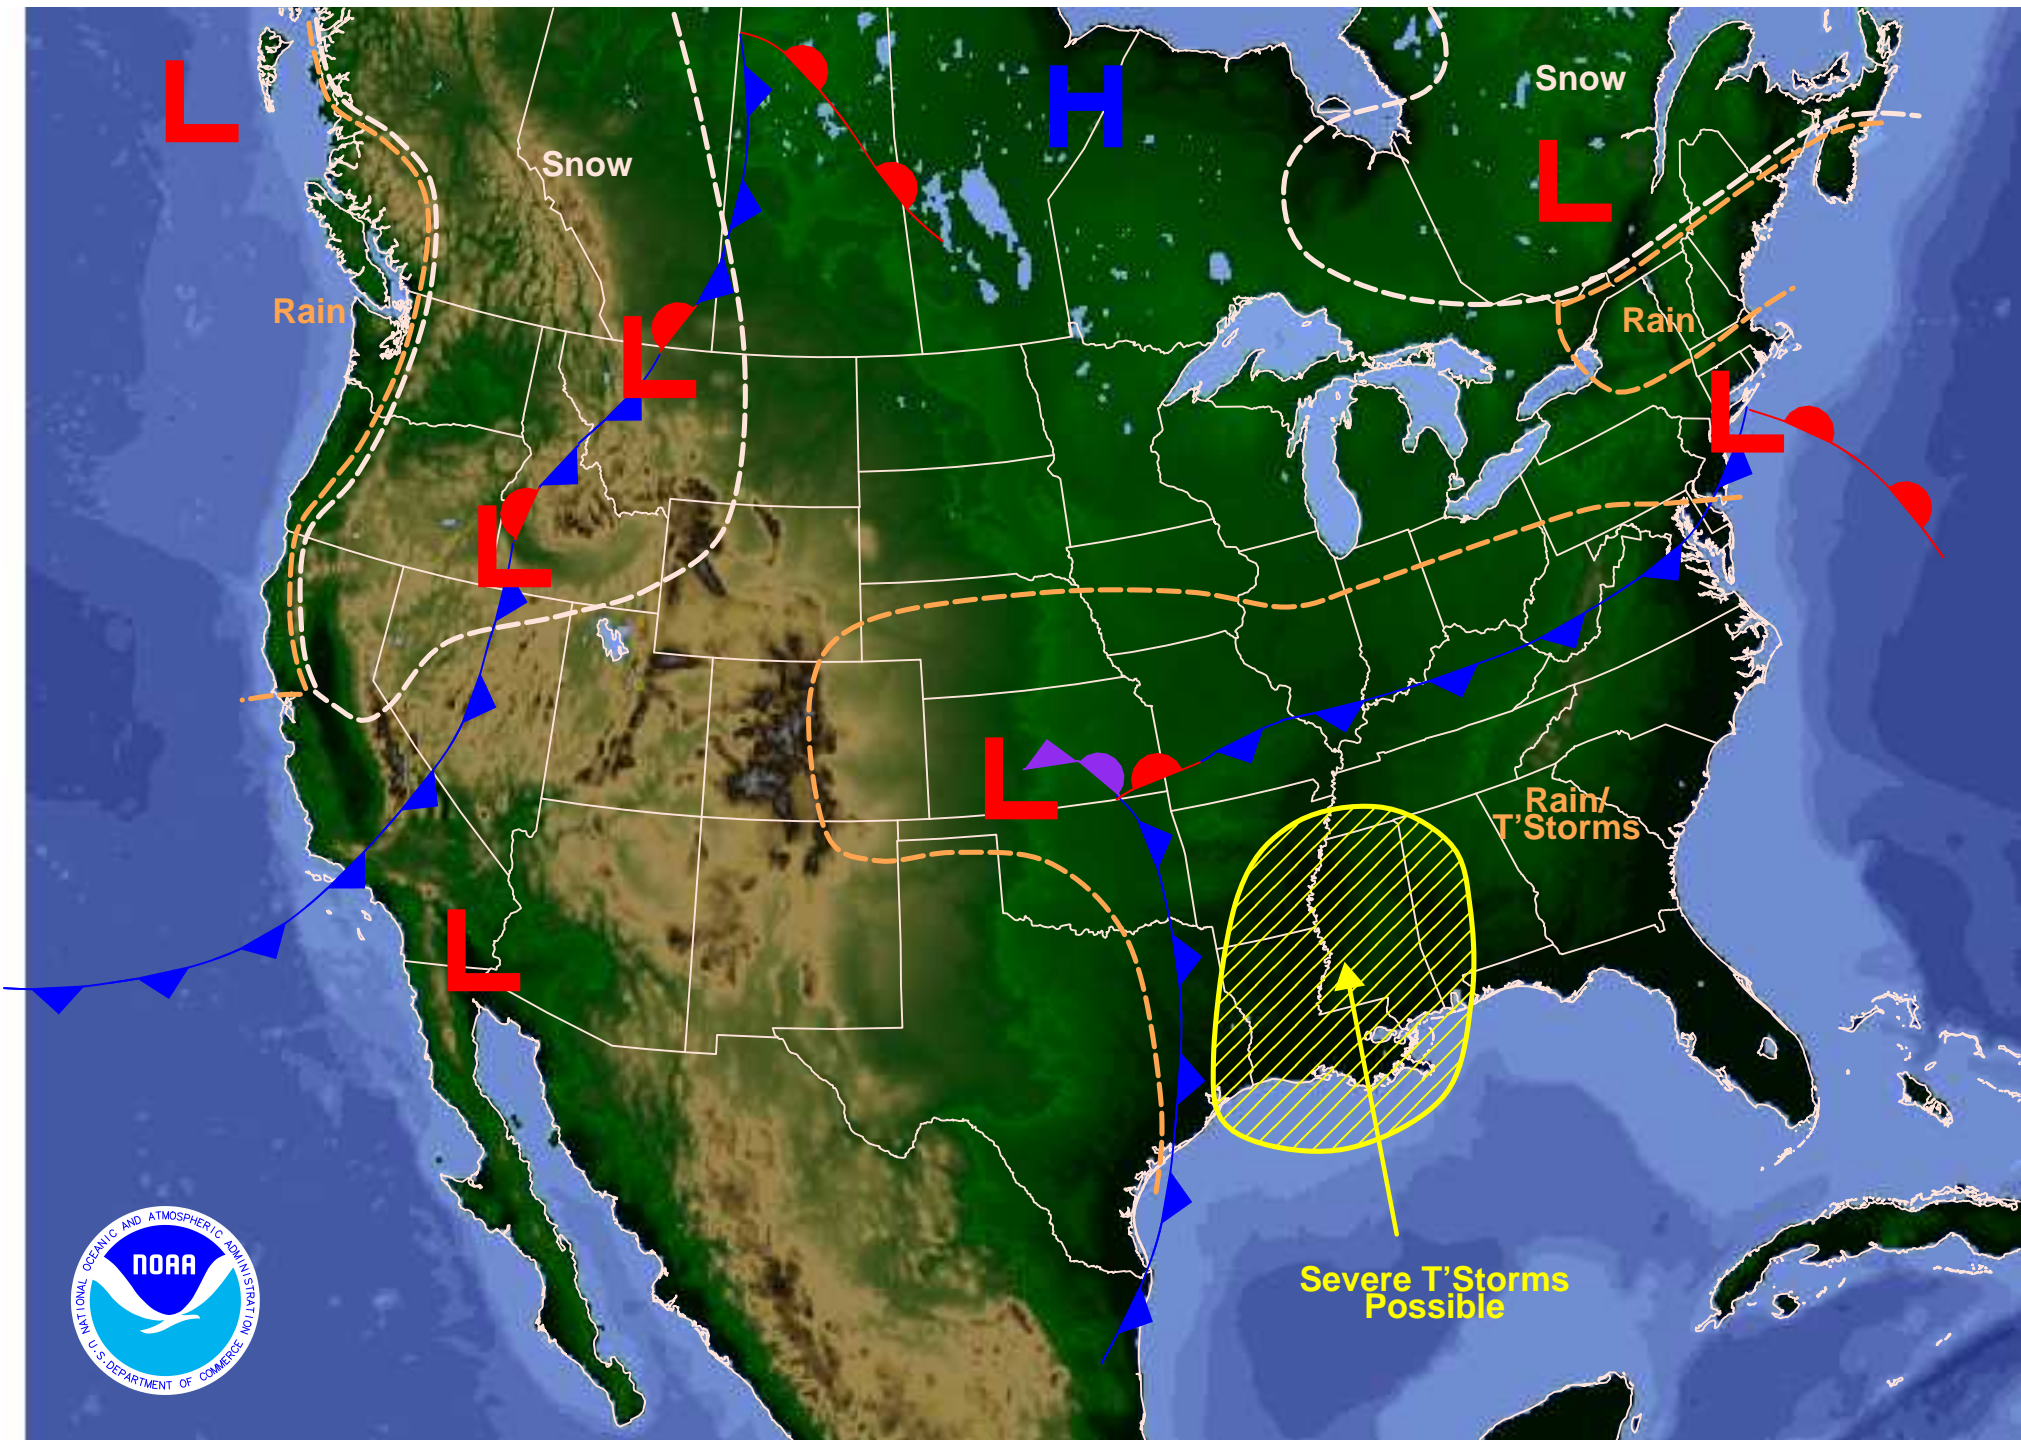 L
H
Snow
Snow
L
Rain
L
Rain
L
L
L
Rain/
T’Storms
L
Severe T’Storms
Possible
NATIONAL OCEANIC AND ATMOSPHERIC ADMINISTRATION
NOAA
U.S. DEPARTMENT OF COMMERCE